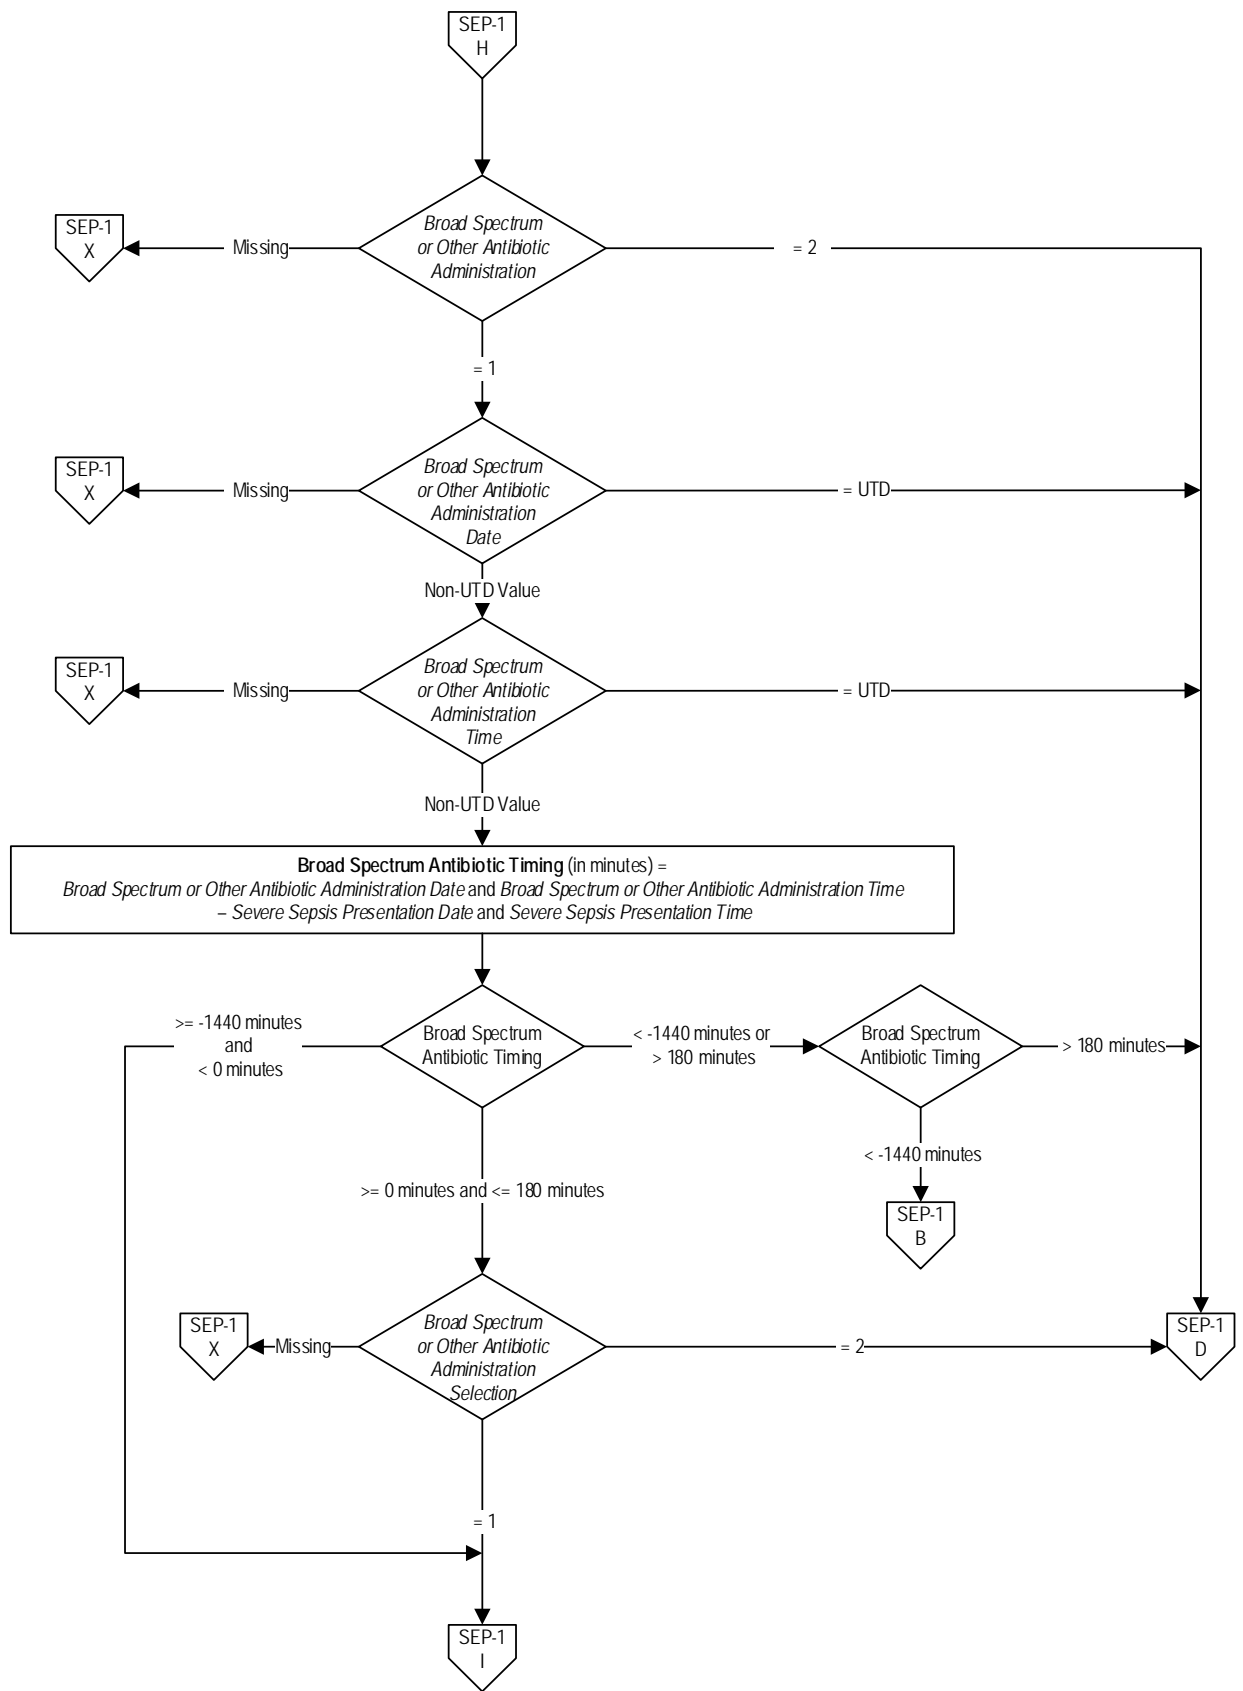 SEP-1
H
Broad Spectrum
or Other Antibiotic
Administration
SEP-1
X
Missing
= 2
= 1
Broad Spectrum
or Other Antibiotic
Administration
Date
SEP-1
X
Missing
= UTD
Non-UTD Value
Broad Spectrum
or Other Antibiotic
Administration
Time
SEP-1
X
Missing
= UTD
Non-UTD Value
Broad Spectrum Antibiotic Timing (in minutes) =
Broad Spectrum or Other Antibiotic Administration Date and Broad Spectrum or Other Antibiotic Administration Time
– Severe Sepsis Presentation Date and Severe Sepsis Presentation Time
>= -1440 minutes
and
< 0 minutes
Broad Spectrum
Antibiotic Timing
< -1440 minutes or
> 180 minutes
Broad Spectrum
Antibiotic Timing
> 180 minutes
< -1440 minutes
>= 0 minutes and <= 180 minutes
SEP-1
B
SEP-1
X
Missing
Broad Spectrum
or Other Antibiotic
Administration
Selection
= 2
SEP-1
D
= 1
SEP-1
I